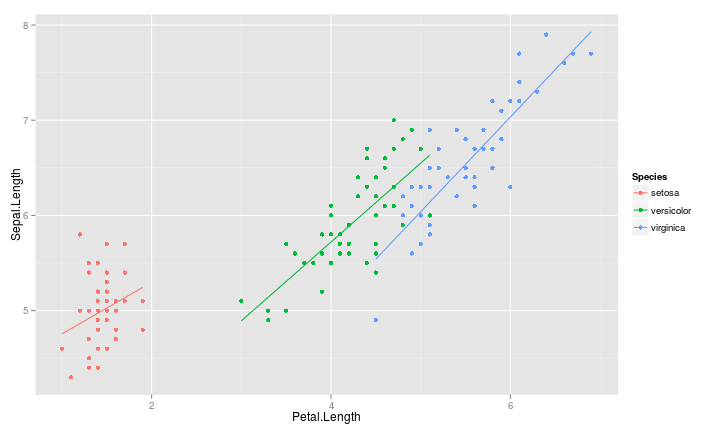 8
7
6
5
Sepal.Length
2
4
6
Petal.Length
Species
setosa
versicolor
virginica